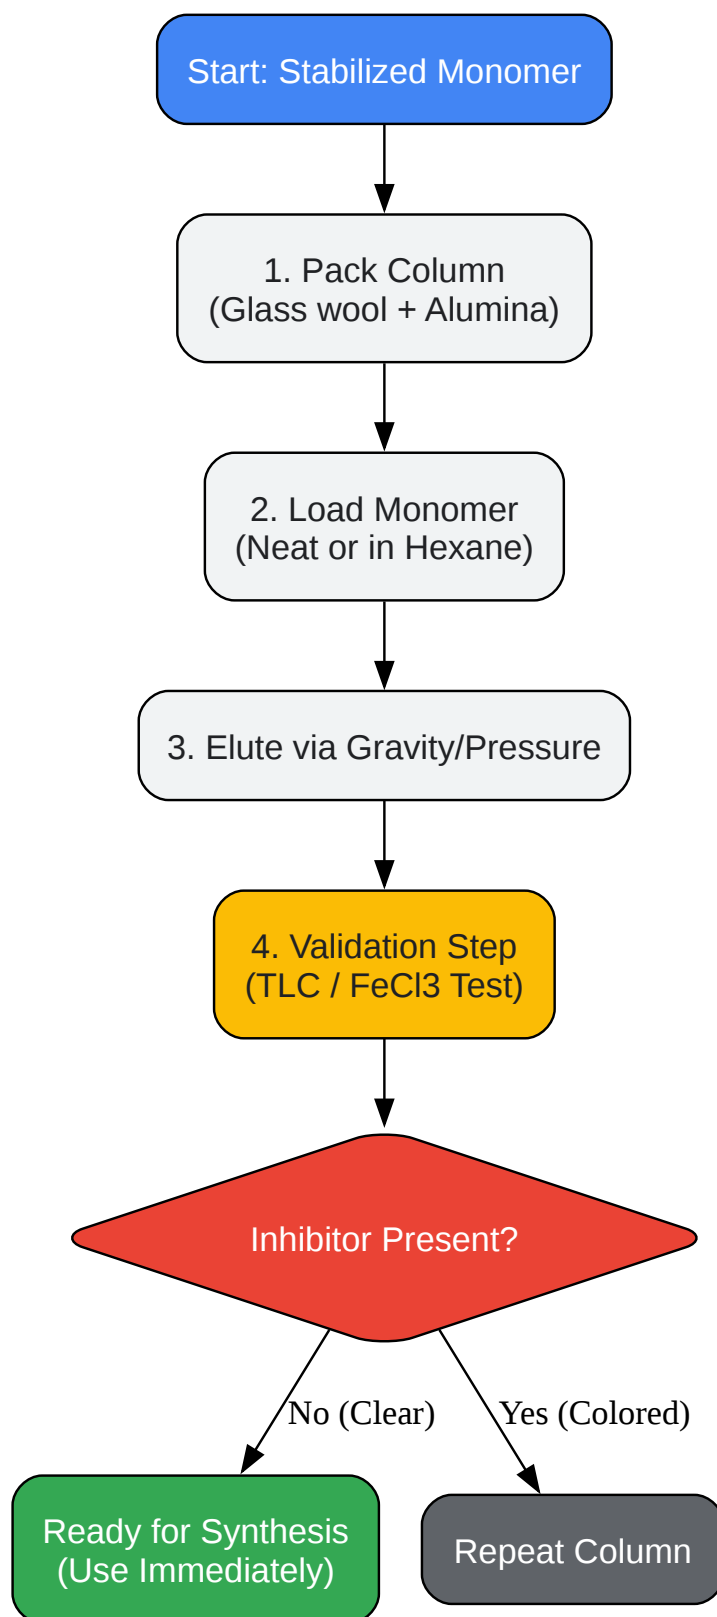 Start: Stabilized Monomer
1. Pack Column
(Glass wool + Alumina)
2. Load Monomer
(Neat or in Hexane)
3. Elute via Gravity/Pressure
4. Validation Step
(TLC / FeCl3 Test)
Inhibitor Present?
No (Clear)
Yes (Colored)
Ready for Synthesis
(Use Immediately)
Repeat Column